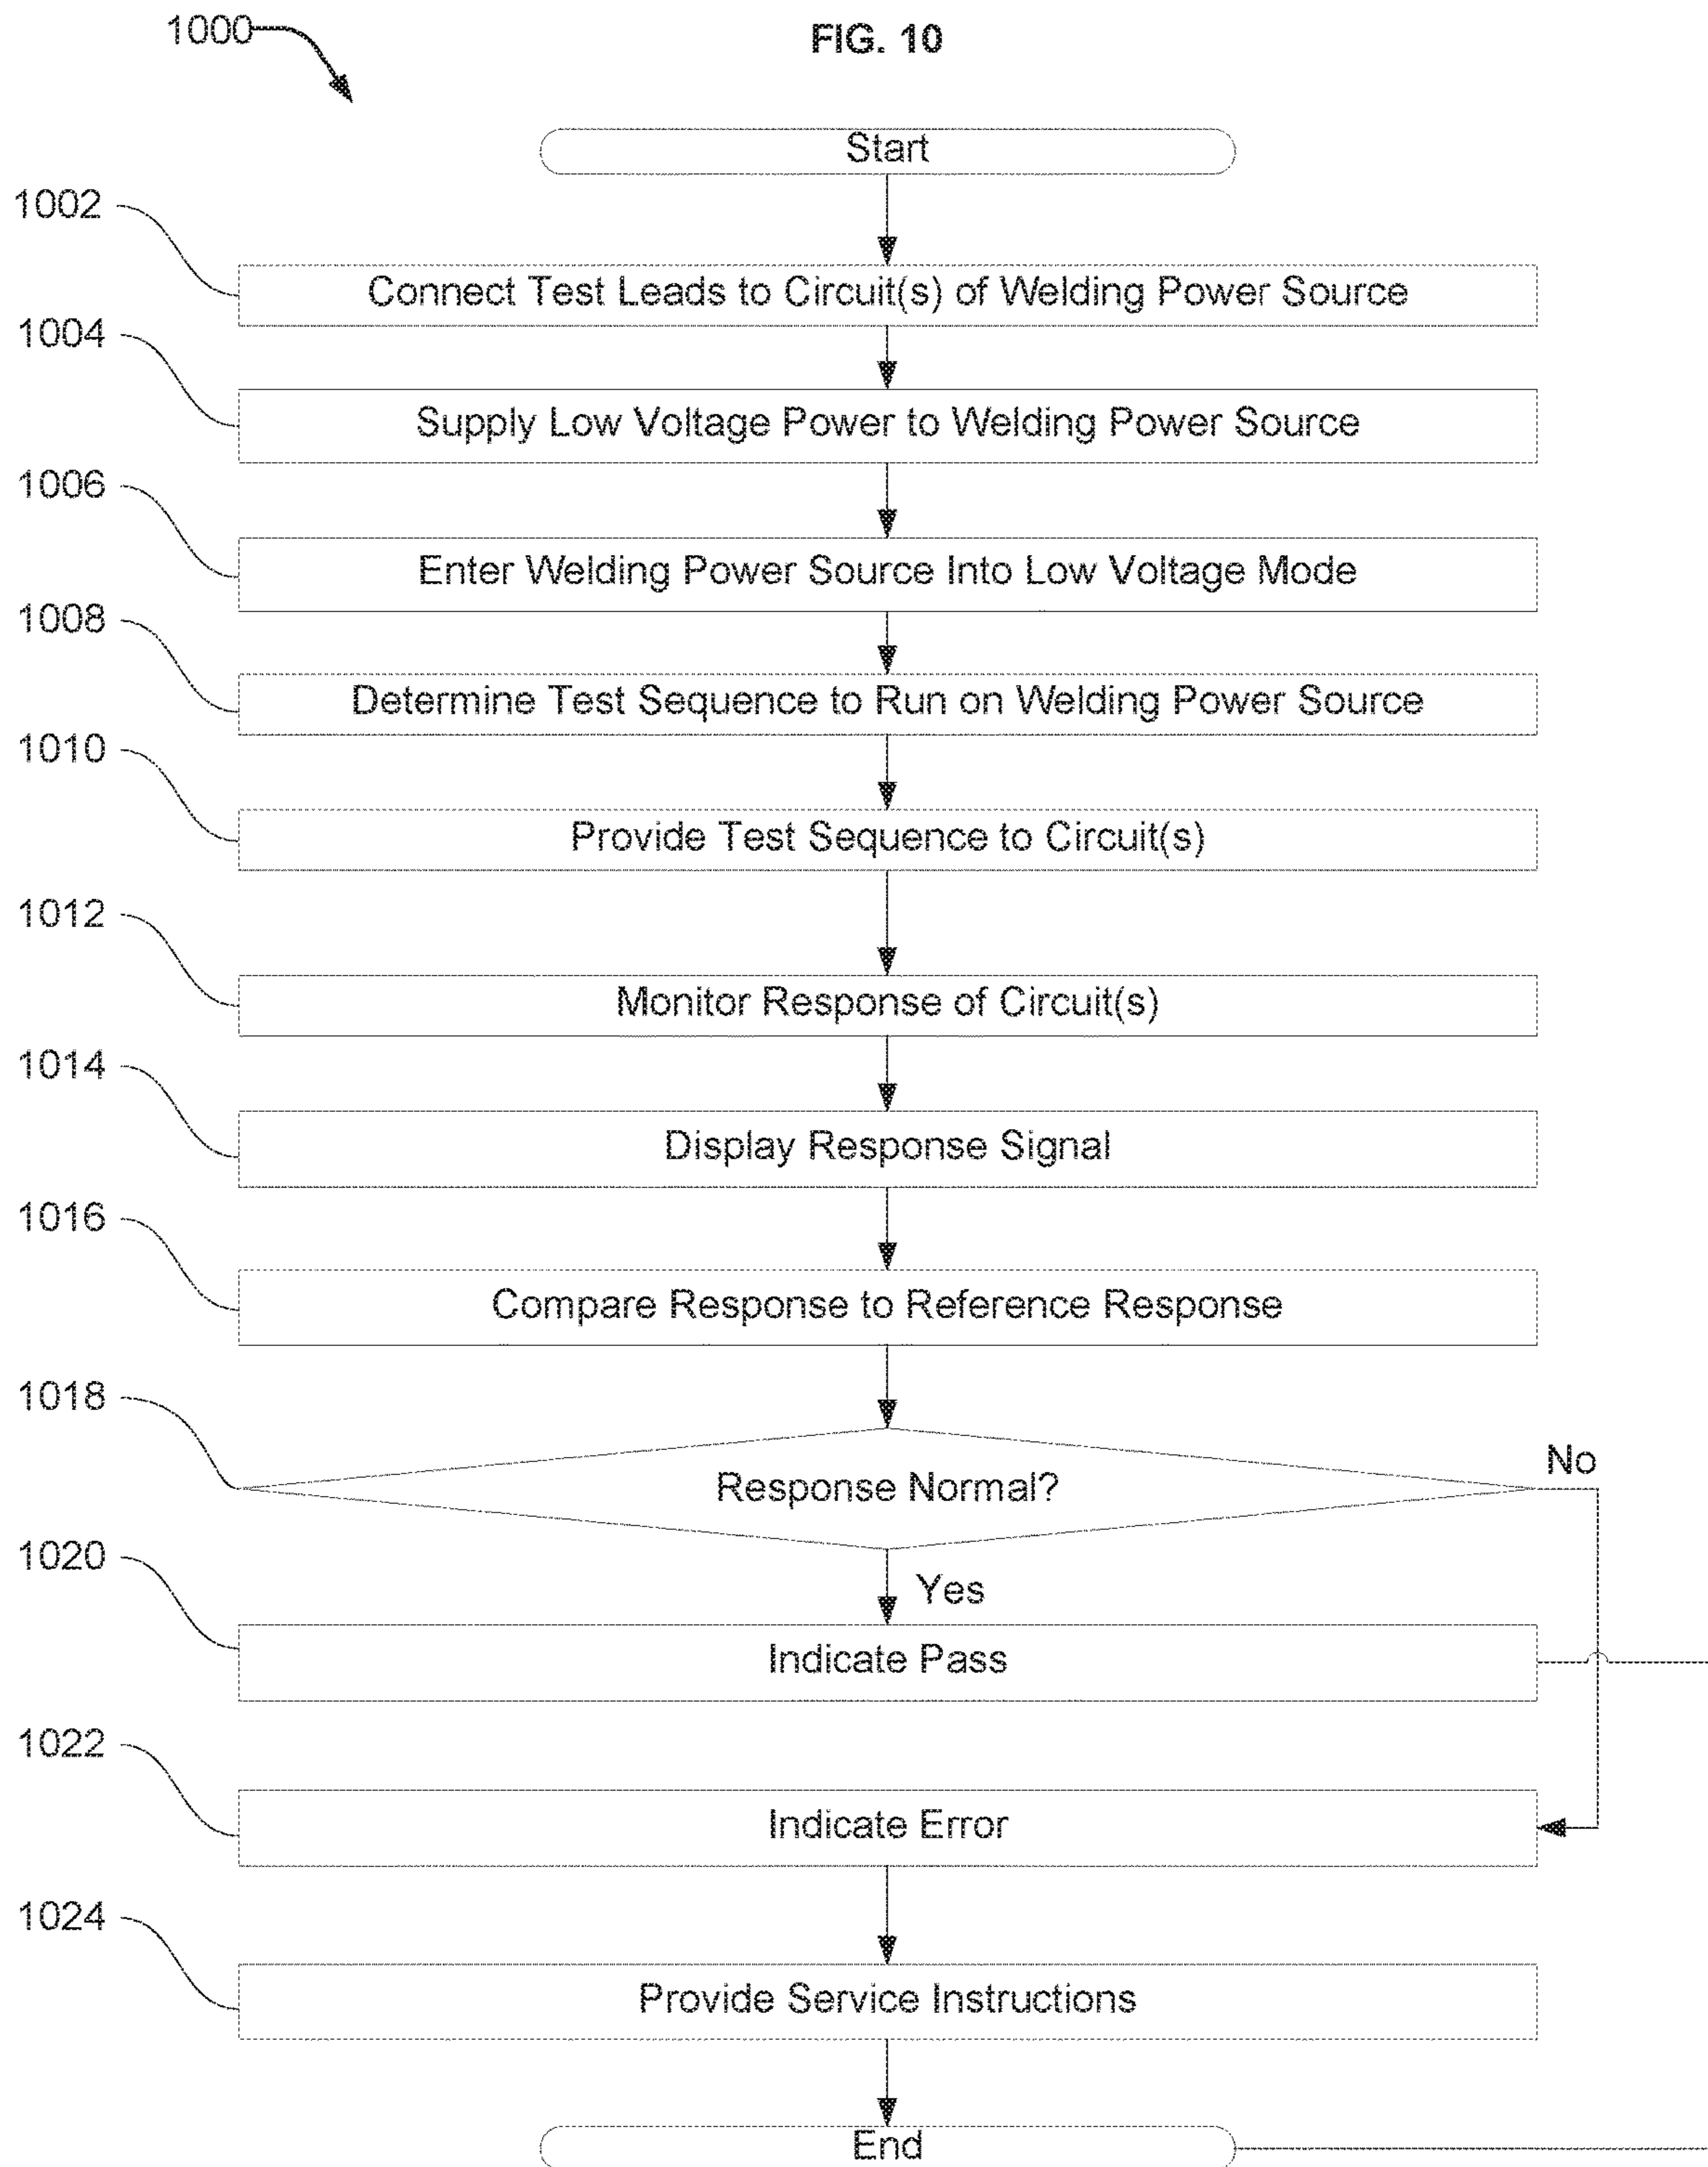 1000
FIG. 10
Start
1002
Connect Test Leads to Circuit(s) of Welding Power Source
1004
Supply Low Voltage Power to Welding Power Source
1006
Enter Welding Power Source Into Low Voltage Mode
1008
Determine Test Sequence to Run on Welding Power Source
1010
Provide Test Sequence to Circuit(s)
1012
Monitor Response of Circuit(s)
1014
Display Response Signal
1016
Compare Response to Reference Response
1018
Response Normal?
No
Yes
1020
Indicate Pass
1022
Indicate Error
1024
Provide Service Instructions
End